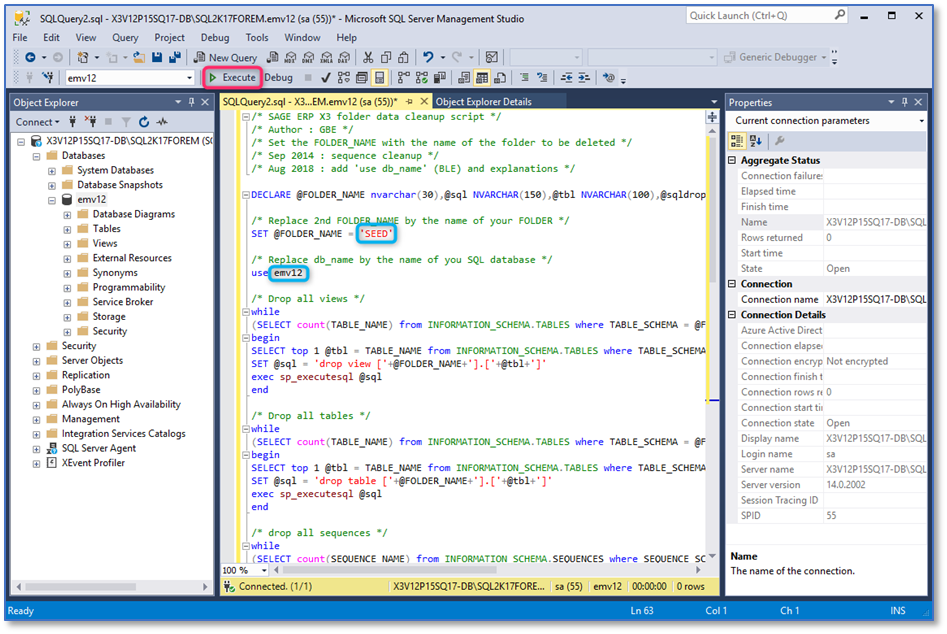 SQLQuery2.sql - X3V12P15SQ17-DB\SQL2K17FOREM.emv12 (sa (55))* - Microsoft SQL Server Management Studio
Quick Launch (Ctrl+Q)
File Edit View Query Project Debug Tools Window Help
New Query
Generic Debugger
emv12
Execute Debug
Object Explorer
Connect
X3V12P15SQ17-DB\SQL2K17FOREM (SQ
Databases
System Databases
Database Snapshots
emv12
Database Diagrams
Tables
Views
External Resources
Synonyms
Programmability
Service Broker
Storage
Security
Security
Server Objects
Replication
PolyBase
Always On High Availability
Management
Integration Services Catalogs
SQL Server Agent
XEvent Profiler
SQLQuery2.sql - X3...EM.emv12 (sa (55))* Object Explorer Details
/* SAGE ERP X3 folder data cleanup script */
/* Author : GBE */
/* Set the FOLDER_NAME with the name of the folder to be deleted */
/* Sep 2014 : sequence cleanup */
/* Aug 2018 : add 'use db_name' (BLE) and explanations */
DECLARE @FOLDER_NAME nvarchar(30),@sql NVARCHAR(150),@tbl NVARCHAR(100),@sqldrop
/* Replace 2nd FOLDER_NAME by the name of your FOLDER */
SET @FOLDER_NAME = 'SEED'
/* Replace db_name by the name of you SQL database */
use emv12
/* Drop all views */
while
(SELECT count(TABLE_NAME) from INFORMATION_SCHEMA.TABLES where TABLE_SCHEMA = @F
begin
SELECT top 1 @tbl = TABLE_NAME from INFORMATION_SCHEMA.TABLES where TABLE_SCHEMA
SET @sql = 'drop view ['+@FOLDER_NAME+'].['+@tbl+']'
exec sp_executesql @sql
end
/* Drop all tables */
while
(SELECT count(TABLE_NAME) from INFORMATION_SCHEMA.TABLES where TABLE_SCHEMA = @F
begin
SELECT top 1 @tbl = TABLE_NAME from INFORMATION_SCHEMA.TABLES where TABLE_SCHEMA
SET @sql = 'drop table ['+@FOLDER_NAME+'].['+@tbl+']'
exec sp_executesql @sql
end
/* drop all sequences */
while
(SELECT count(SEQUENCE_NAME) from INFORMATION_SCHEMA.SEQUENCES where SEQUENCE_SC
100 %
Connected. (1/1) X3V12P15SQ17-DB\SQL2K17FORE... sa (55) emv12 00:00:00 0 rows
Properties
Current connection parameters
Aggregate Status
Connection failures
Elapsed time
Finish time
Name X3V12P15SQ17-DB\SQL
Rows returned 0
Start time
State Open
Connection
Connection name X3V12P15SQ17-DB\SQL
Connection Details
Azure Active Direct
Connection elapse
Connection encryp Not encrypted
Connection finish t
Connection rows re 0
Connection start tir
Connection state Open
Display name X3V12P15SQ17-DB\SQL
Login name sa
Server name X3V12P15SQ17-DB\SQL
Server version 14.0.2002
Session Tracing ID
SPID 55
Name
The name of the connection.
Ready Ln 63 Col 1 Ch 1 INS